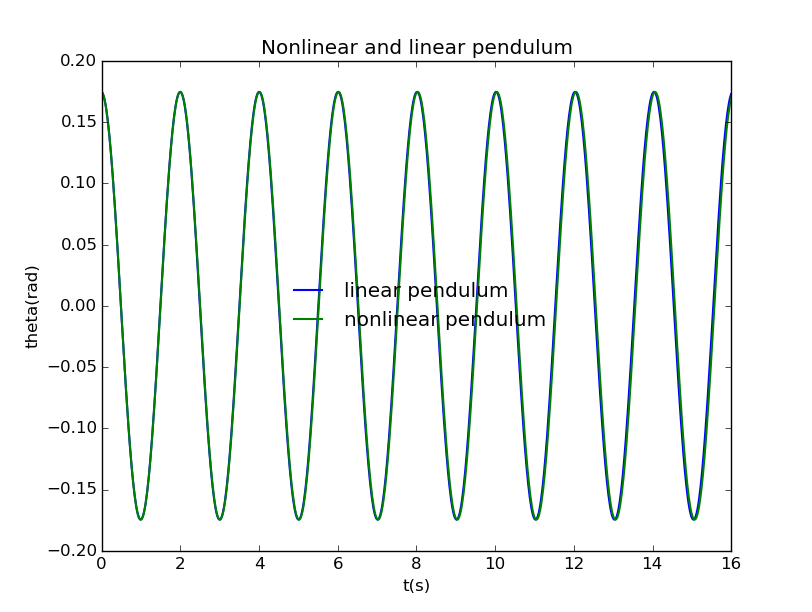 Nonlinear and linear pendulum
0.20
0.15
0.10
0.05
0.00
−0.05
−0.10
−0.15
−0.20
theta(rad)
linear pendulum
nonlinear pendulum
0 2 4 6 8 10 12 14 16
t(s)